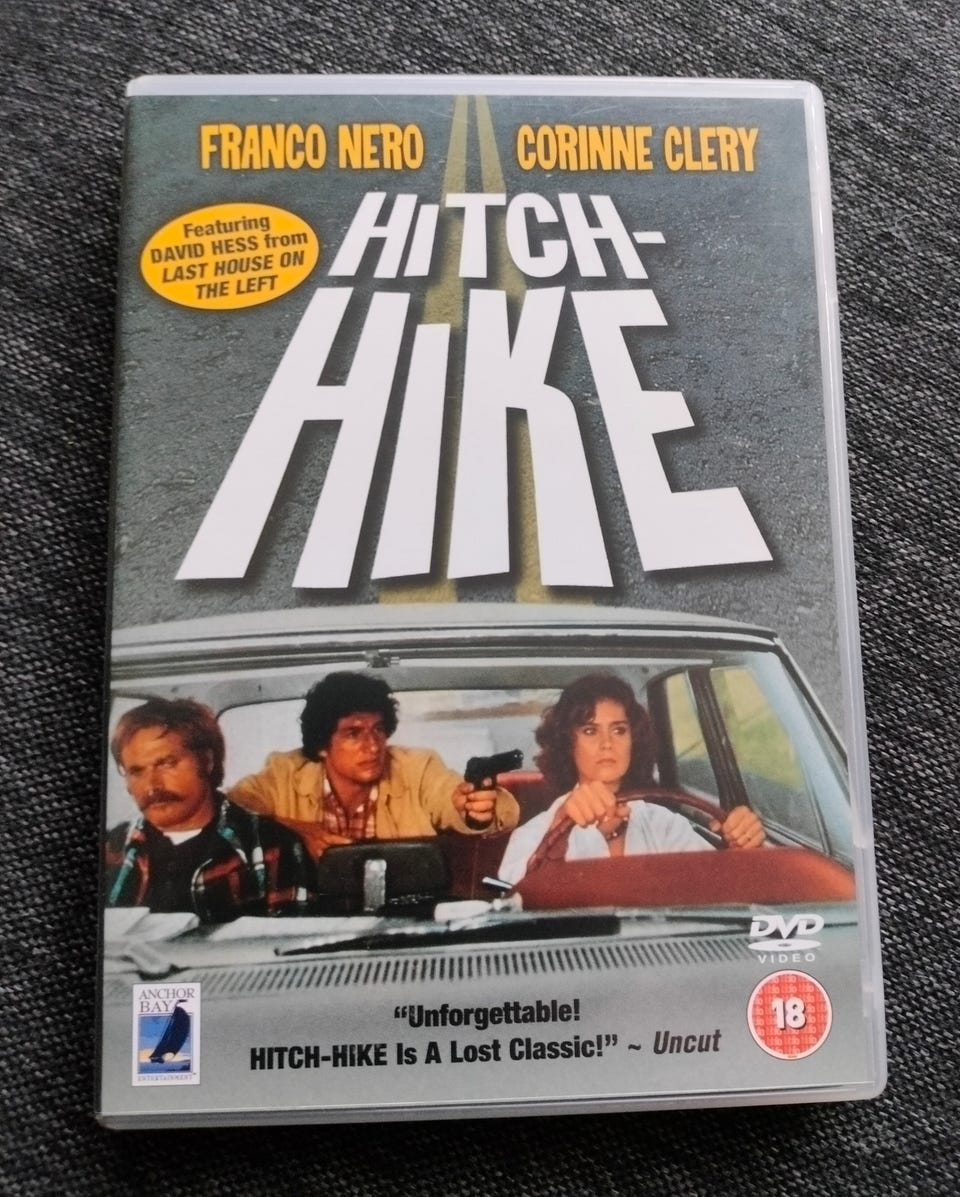 FRANCO NERO CORINNE CLERY
HiTCH-
HiKE
Featuring
DAVID HESS from
LAST HOUSE ON
THE LEFT
DVD
VIDEO
ANCHOR
BAY
ENTERTAINMENT
18
“Unforgettable!
HITCH-HIKE Is A Lost Classic!” ~ Uncut